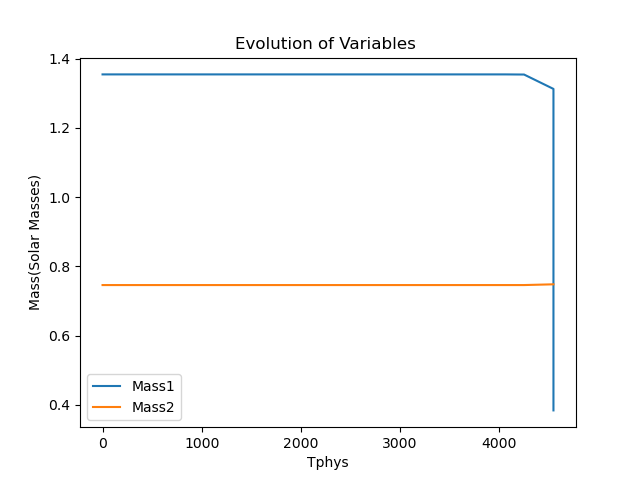 Evolution of Variables
Mass(Solar Masses)
1.4
1.2
1.0
0.8
0.6
0.4
Mass1
Mass2
0
1000
2000
3000
4000
Tphys